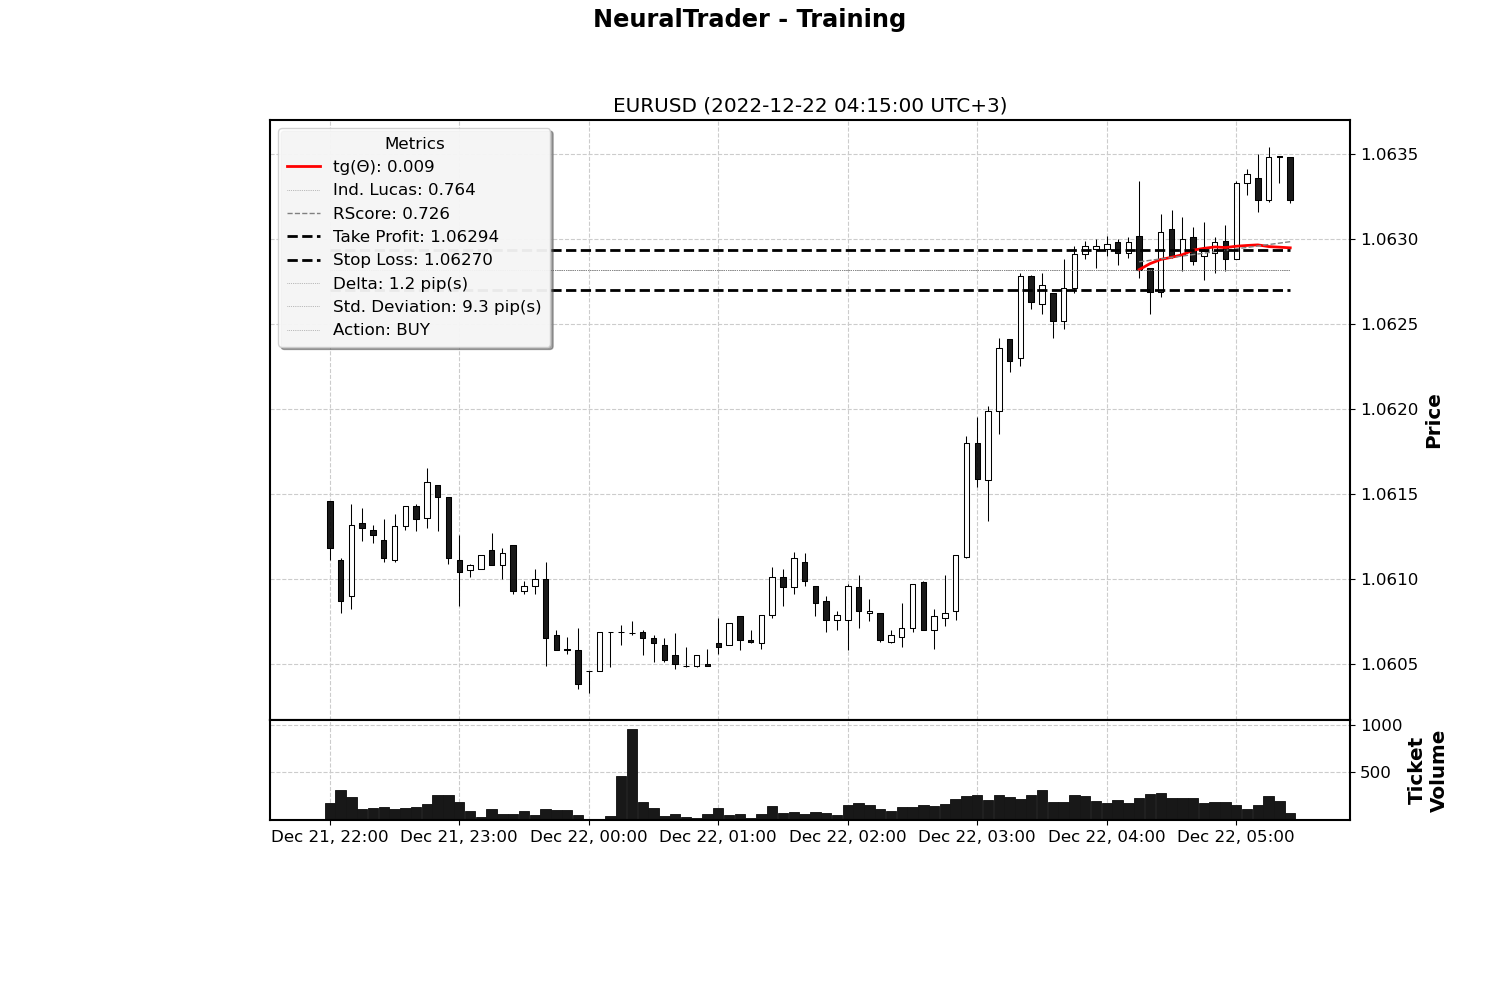 NeuralTrader - Training
EURUSD (2022-12-22 04:15:00 UTC+3)
Metrics
tg(Θ): 0.009
Ind. Lucas: 0.764
RScore: 0.726
Take Profit: 1.06294
Stop Loss: 1.06270
Delta: 1.2 pip(s)
Std. Deviation: 9.3 pip(s)
Action: BUY
1.0635
1.0630
1.0625
1.0620
1.0615
1.0610
1.0605
Price
1000
500
Ticket
Volume
Dec 21, 22:00 Dec 21, 23:00 Dec 22, 00:00 Dec 22, 01:00 Dec 22, 02:00 Dec 22, 03:00 Dec 22, 04:00 Dec 22, 05:00